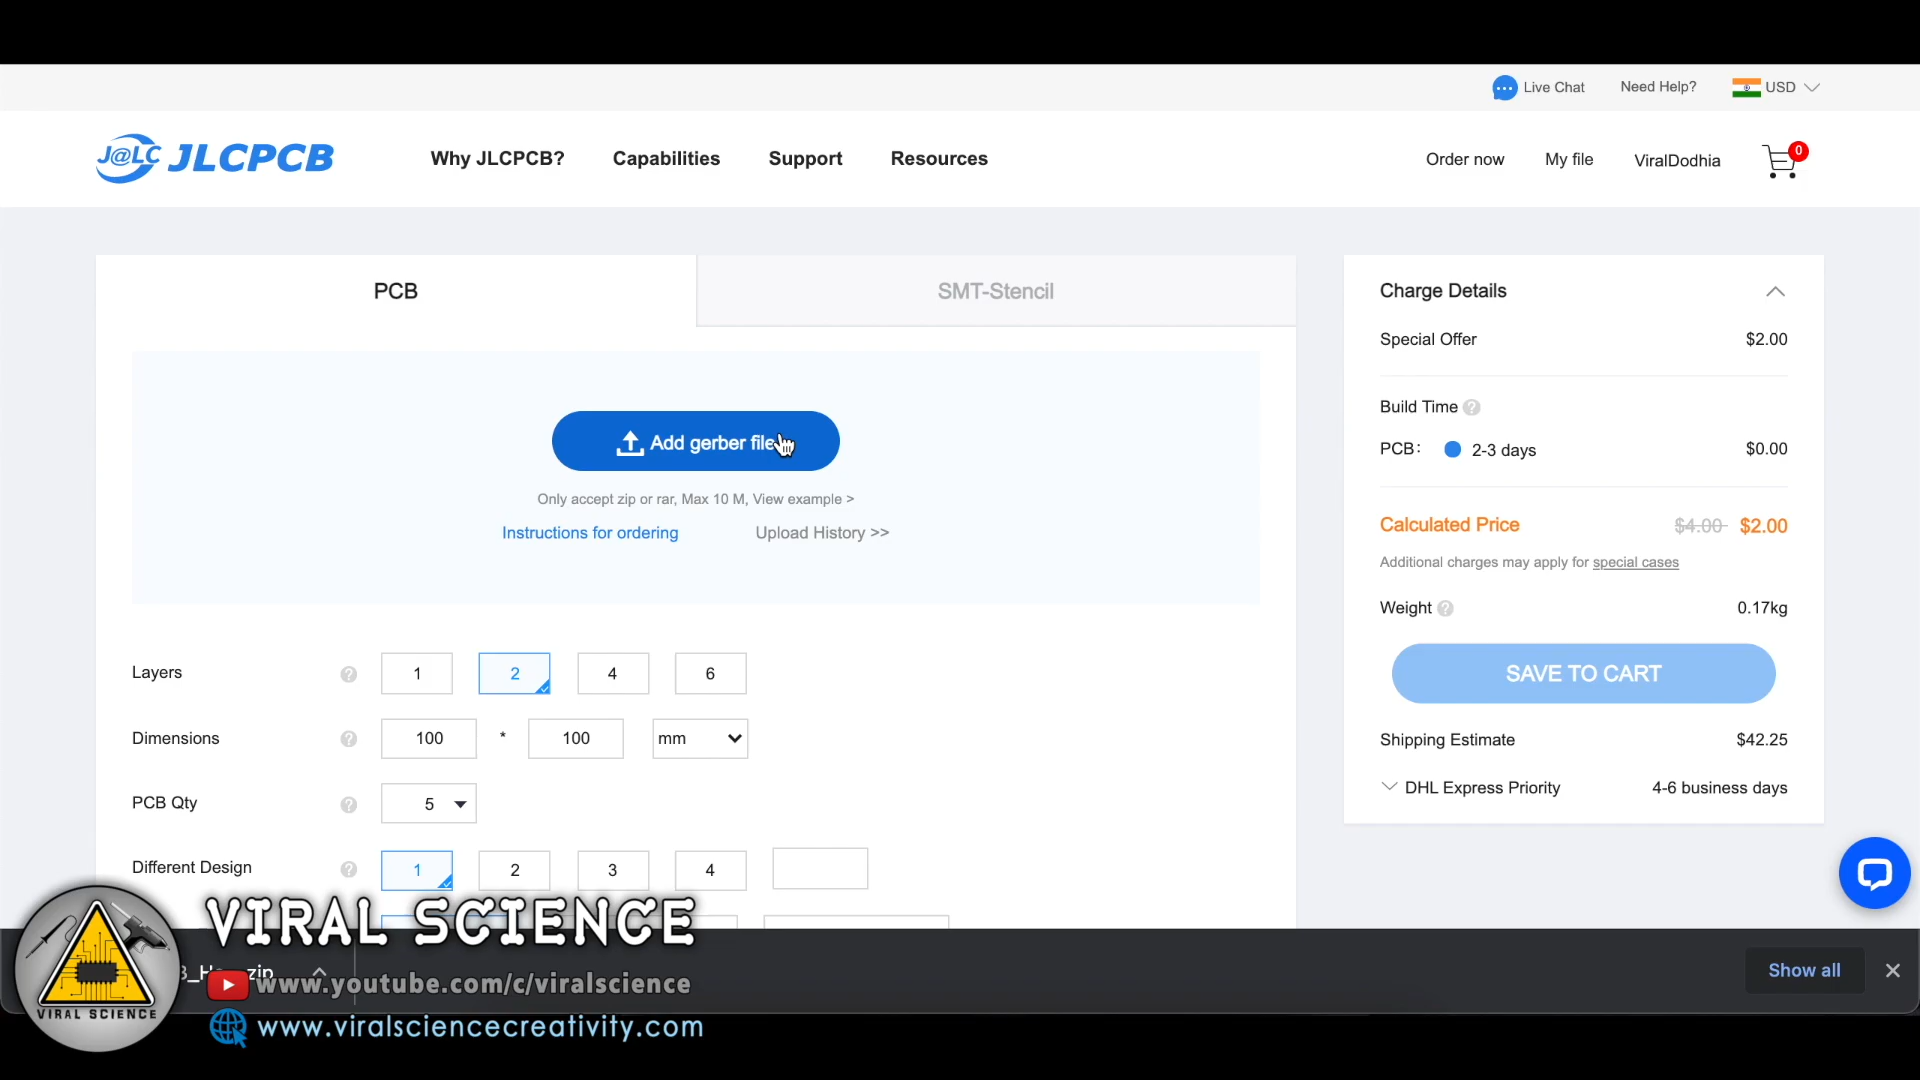 Live Chat Need Help? USD
J@LC JLCPCB Why JLCPCB? Capabilities Support Resources Order now My file ViralDodhia 0
PCB SMT-Stencil
Add gerber file
Only accept zip or rar, Max 10 M, View example >
Instructions for ordering Upload History >>
Layers ? 1 2 4 6
Dimensions ? 100 * 100 mm
PCB Qty ? 5
Different Design ? 1 2 3 4
Charge Details
Special Offer $2.00
Build Time ?
PCB: 2-3 days $0.00
Calculated Price $4.00 $2.00
Additional charges may apply for special cases
Weight ? 0.17kg
SAVE TO CART
Shipping Estimate $42.25
DHL Express Priority 4-6 business days
Show all
VIRAL SCIENCE
VIRAL SCIENCE
www.youtube.com/c/viralscience
www.viralsciencecreativity.com